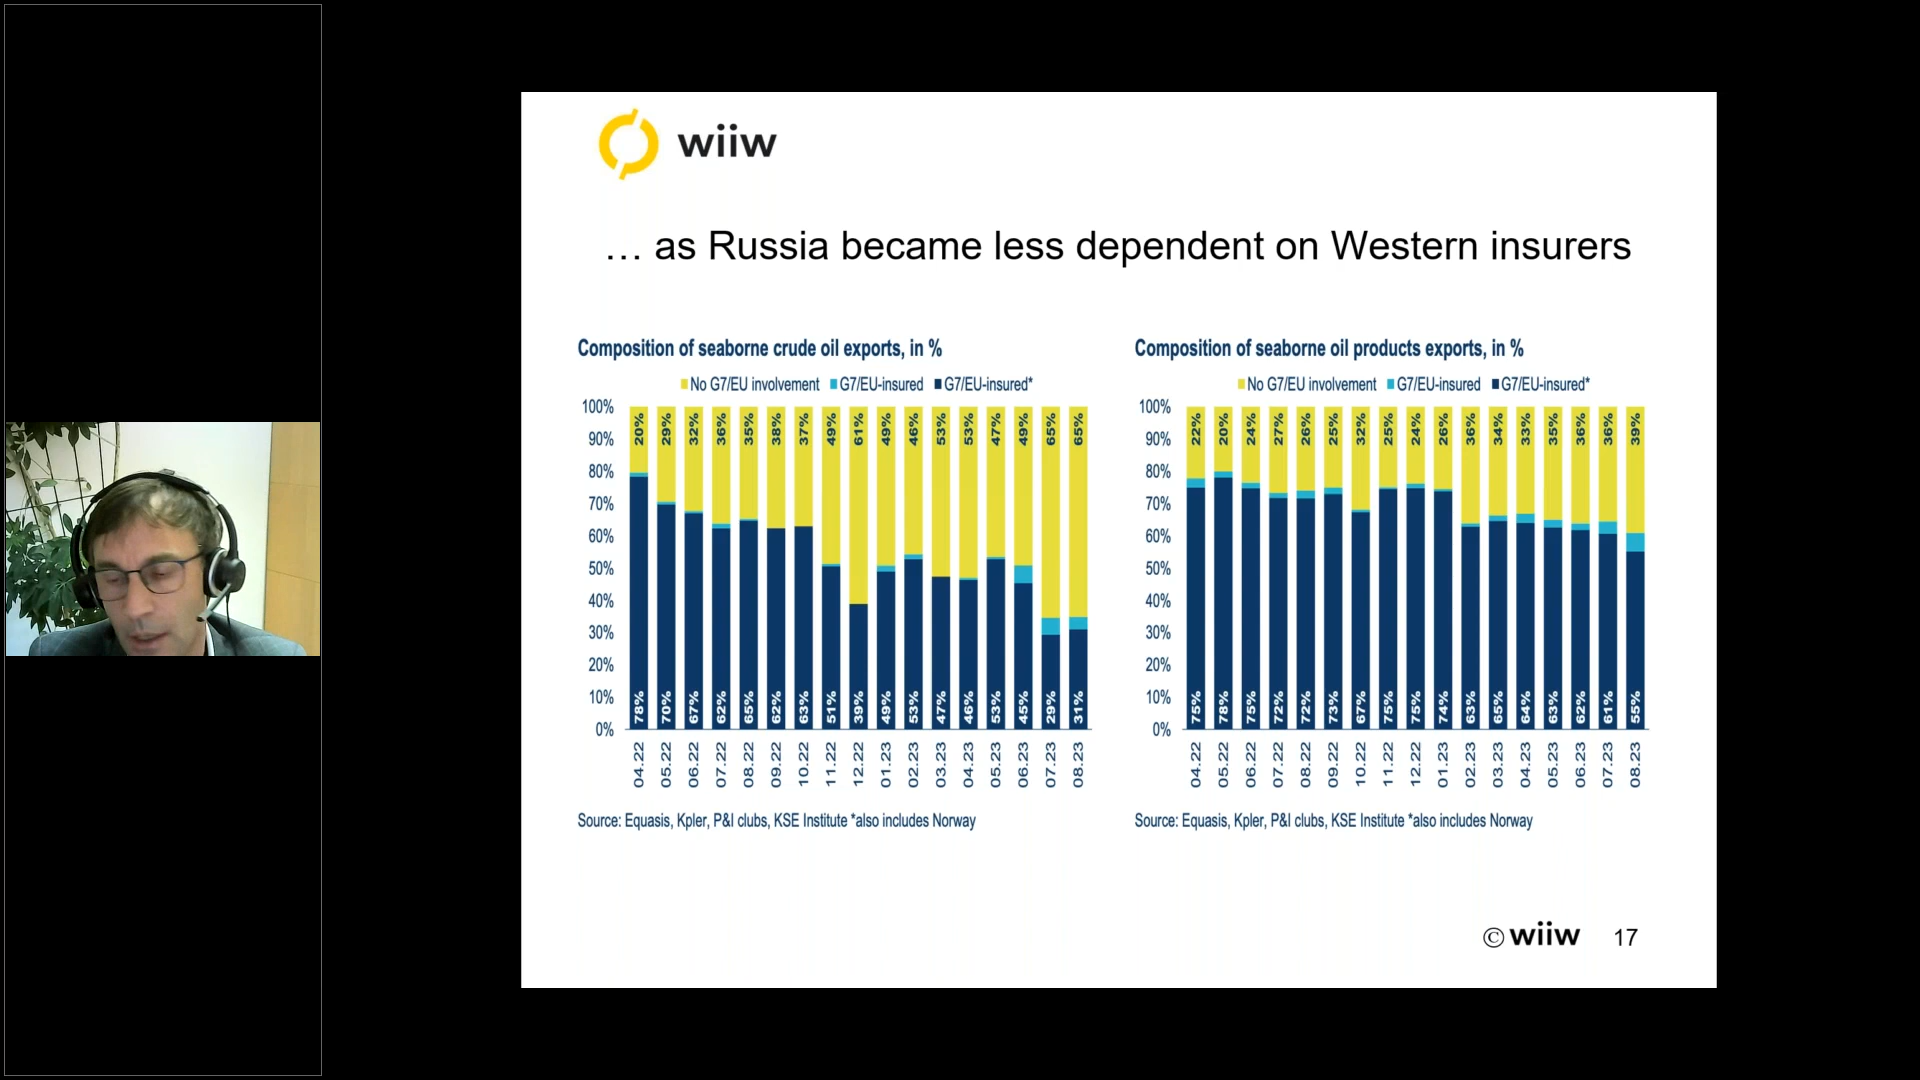 wiiw
… as Russia became less dependent on Western insurers
Composition of seaborne crude oil exports, in %
No G7/EU involvement G7/EU-insured G7/EU-insured*
100%
90%
80%
70%
60%
50%
40%
30%
20%
10%
0%
20% 29% 32% 36% 35% 38% 37% 49% 61% 49% 46% 53% 53% 47% 49% 65% 65%
78% 70% 67% 62% 65% 62% 63% 51% 39% 49% 53% 47% 46% 53% 45% 29% 31%
04.22 05.22 06.22 07.22 08.22 09.22 10.22 11.22 12.22 01.23 02.23 03.23 04.23 05.23 06.23 07.23 08.23
Source: Equasis, Kpler, P&I clubs, KSE Institute *also includes Norway
Composition of seaborne oil products exports, in %
No G7/EU involvement G7/EU-insured G7/EU-insured*
100%
90%
80%
70%
60%
50%
40%
30%
20%
10%
0%
22% 20% 24% 27% 26% 25% 32% 25% 24% 26% 36% 34% 33% 35% 36% 36% 39%
75% 78% 75% 72% 72% 73% 67% 75% 75% 74% 63% 65% 64% 63% 62% 61% 55%
04.22 05.22 06.22 07.22 08.22 09.22 10.22 11.22 12.22 01.23 02.23 03.23 04.23 05.23 06.23 07.23 08.23
Source: Equasis, Kpler, P&I clubs, KSE Institute *also includes Norway
© wiiw 17